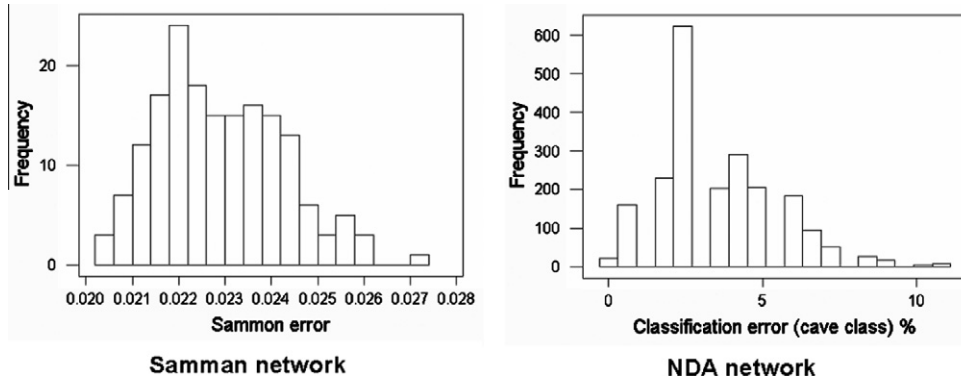 Frequency
20
10
0
0.020 0.021 0.022 0.023 0.024 0.025 0.026 0.027 0.028
Sammon error
Samman network
Frequency
600
500
400
300
200
100
0
0 5 10
Classification error (cave class) %
NDA network